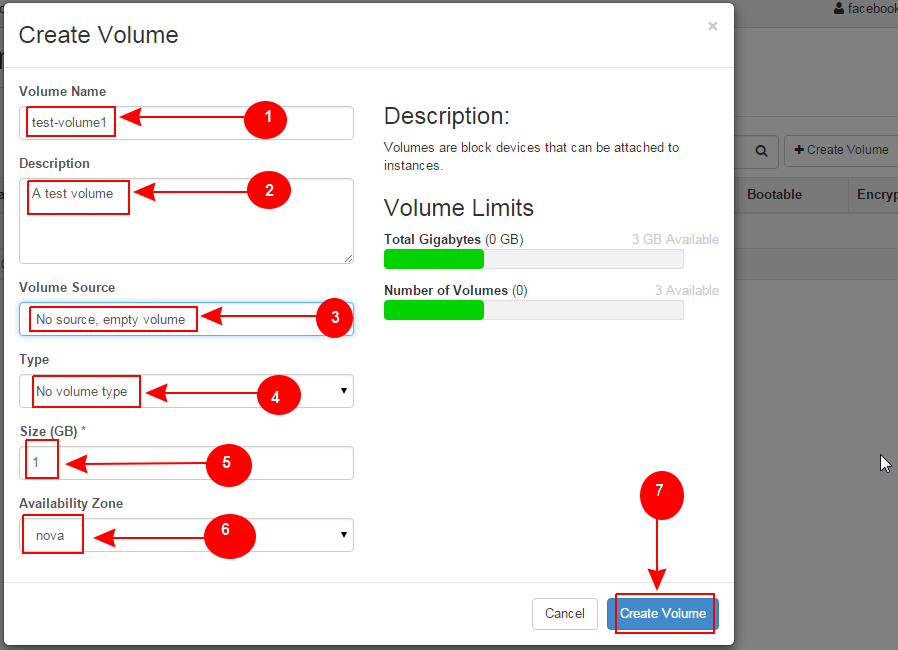 facebook
Create Volume
×
Volume Name
test-volume1
1
Description
A test volume
2
Volume Source
No source, empty volume
3
Type
No volume type
4
Size (GB) *
1
5
Availability Zone
nova
6
Description:
Volumes are block devices that can be attached to
instances.
Volume Limits
Total Gigabytes (0 GB) 3 GB Available
Number of Volumes (0) 3 Available
7
Cancel
Create Volume
Create Volume
Bootable
Encryp